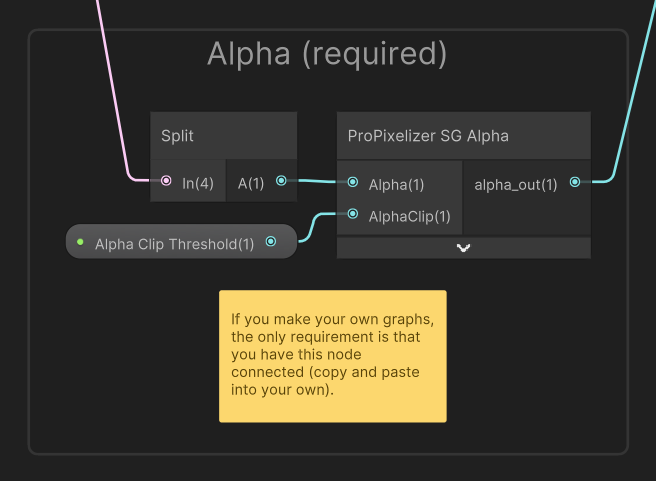 Alpha (required)
Split
In(4)
A(1)
Alpha Clip Threshold(1)
ProPixelizer SG Alpha
Alpha(1)
alpha_out(1)
AlphaClip(1)
If you make your own graphs,
the only requirement is that
you have this node
connected (copy and paste
into your own).